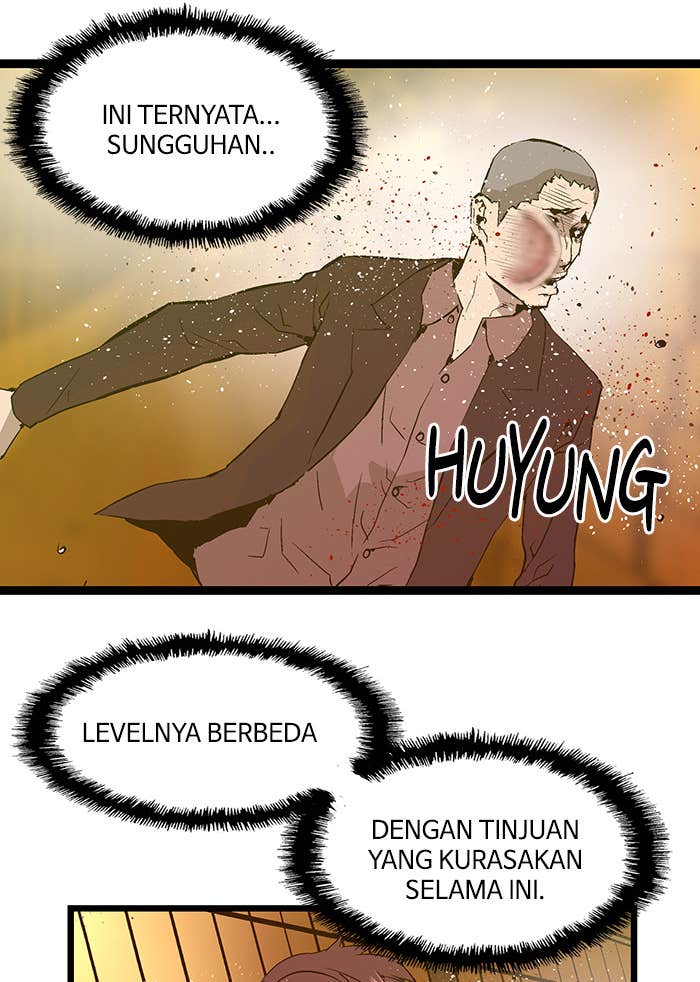 INI TERNYATA...
SUNGGUHAN..
HUYUNG
LEVELNYA BERBEDA
DENGAN TINJUAN
YANG KURASAKAN
SELAMA INI.